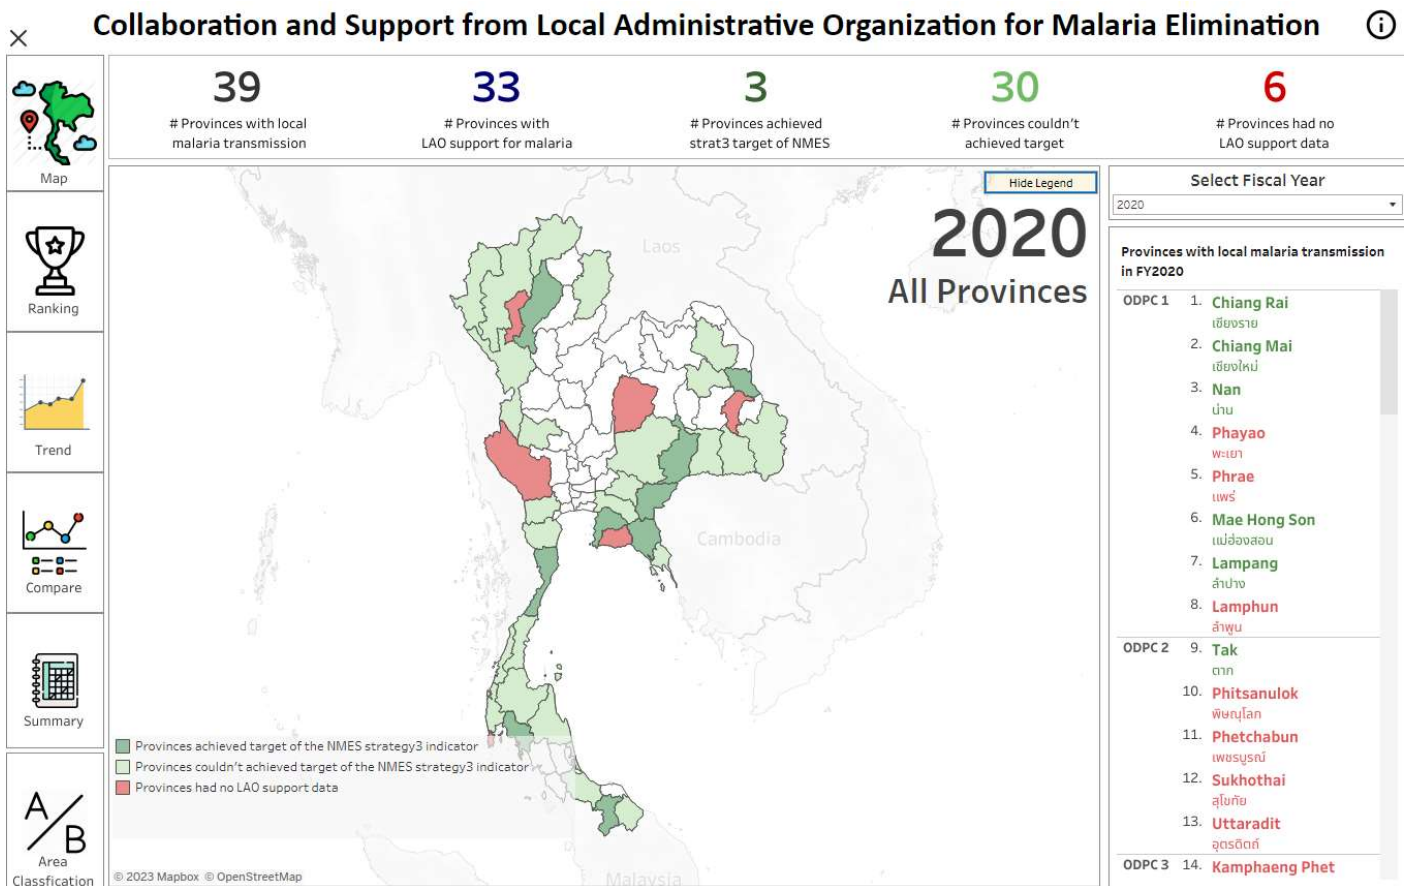 Collaboration and Support from Local Administrative Organization for Malaria Elimination
39
# Provinces with local
malaria transmission
33
# Provinces with
LAO support for malaria
3
# Provinces achieved
strat3 target of NMES
30
# Provinces couldn't
achieved target
6
# Provinces had no
LAO support data
Map
Ranking
Trend
Compare
Summary
A/B
Area
Classfication
Hide Legend
2020
All Provinces
Laos
Cambodia
Malaysia
Provinces achieved target of the NMES strategy3 indicator
Provinces couldn't achieved target of the NMES strategy3 indicator
Provinces had no LAO support data
© 2023 Mapbox © OpenStreetMap
Select Fiscal Year
2020
Provinces with local malaria transmission
in FY2020
ODPC 1 1. Chiang Rai
เชียงราย
2. Chiang Mai
เชียงใหม่
3. Nan
น่าน
4. Phayao
พะเยา
5. Phrae
แพร่
6. Mae Hong Son
แม่ฮ่องสอน
7. Lampang
ลำปาง
8. Lamphun
ลำพูน
ODPC 2 9. Tak
ตาก
10. Phitsanulok
พิษณุโลก
11. Phetchabun
เพชรบูรณ์
12. Sukhothai
สุโขทัย
13. Uttaradit
อุตรดิตถ์
ODPC 3 14. Kamphaeng Phet